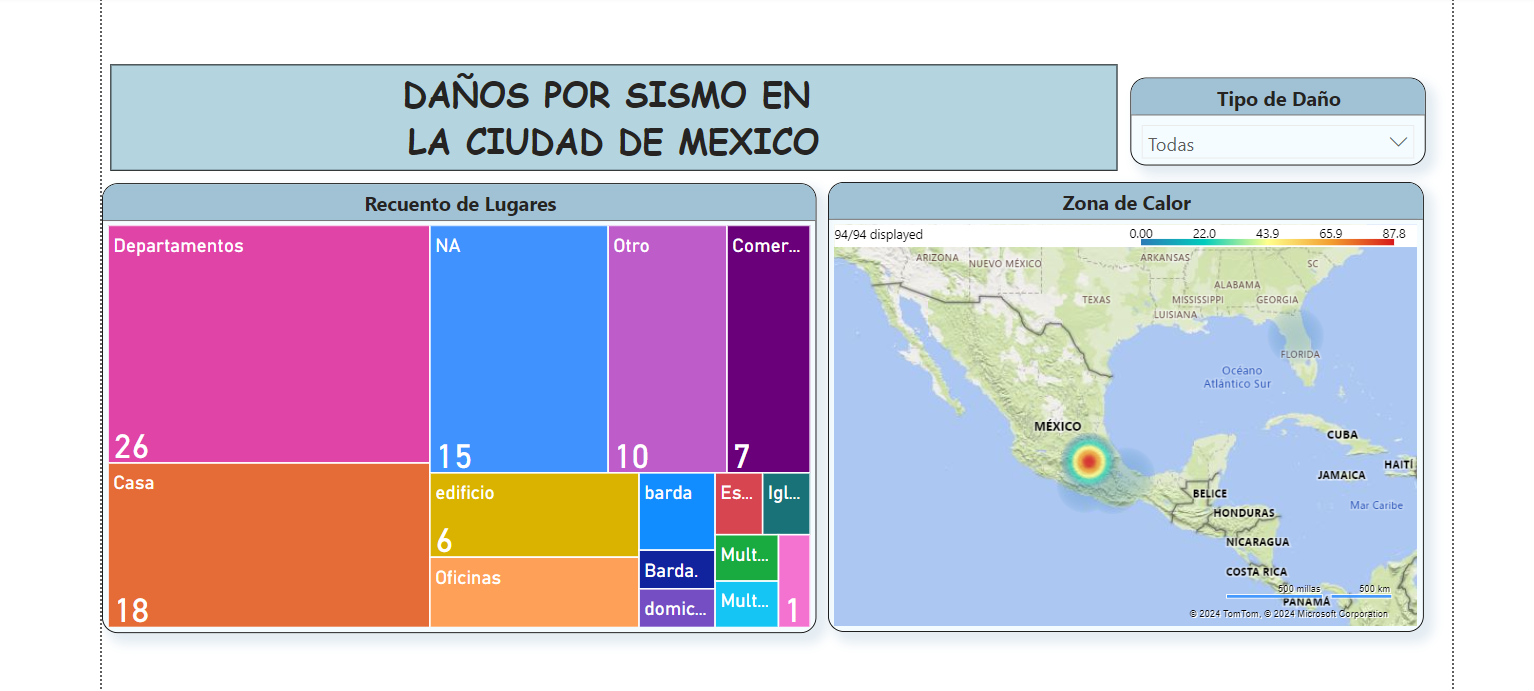 DAÑOS POR SISMO EN
LA CIUDAD DE MEXICO
Tipo de Daño
Todas
Recuento de Lugares
Departamentos
26
NA
15
Otro
10
Comer...
7
Casa
18
edificio
6
Oficinas
barda
Barda.
domic...
Es...
Igl...
Mult...
Mult...
1
Zona de Calor
94/94 displayed
0.00 22.0 43.9 65.9 87.8
ARIZONA
NUEVO MÉXICO
ARKANSAS
SC
ALABAMA
TEXAS
MISSISSIPPI
GEORGIA
LUISIANA
FLORIDA
Océano
Atlántico Sur
MÉXICO
CUBA
HAITÍ
JAMAICA
BELICE
Mar Caribe
HONDURAS
NICARAGUA
COSTA RICA
500 millas 500 km
PANAMÁ
© 2024 TomTom, © 2024 Microsoft Corporation